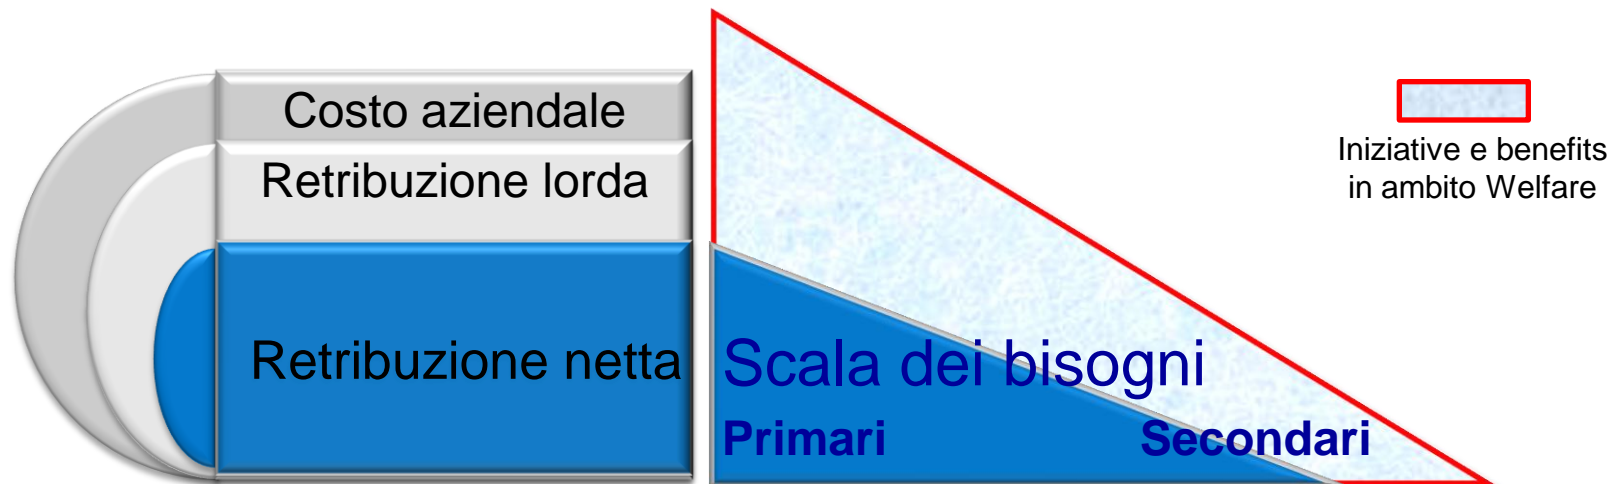 Costo aziendale
Retribuzione lorda
Retribuzione netta
Scala dei bisogni
Primari
Secondari
Iniziative e benefits
in ambito Welfare